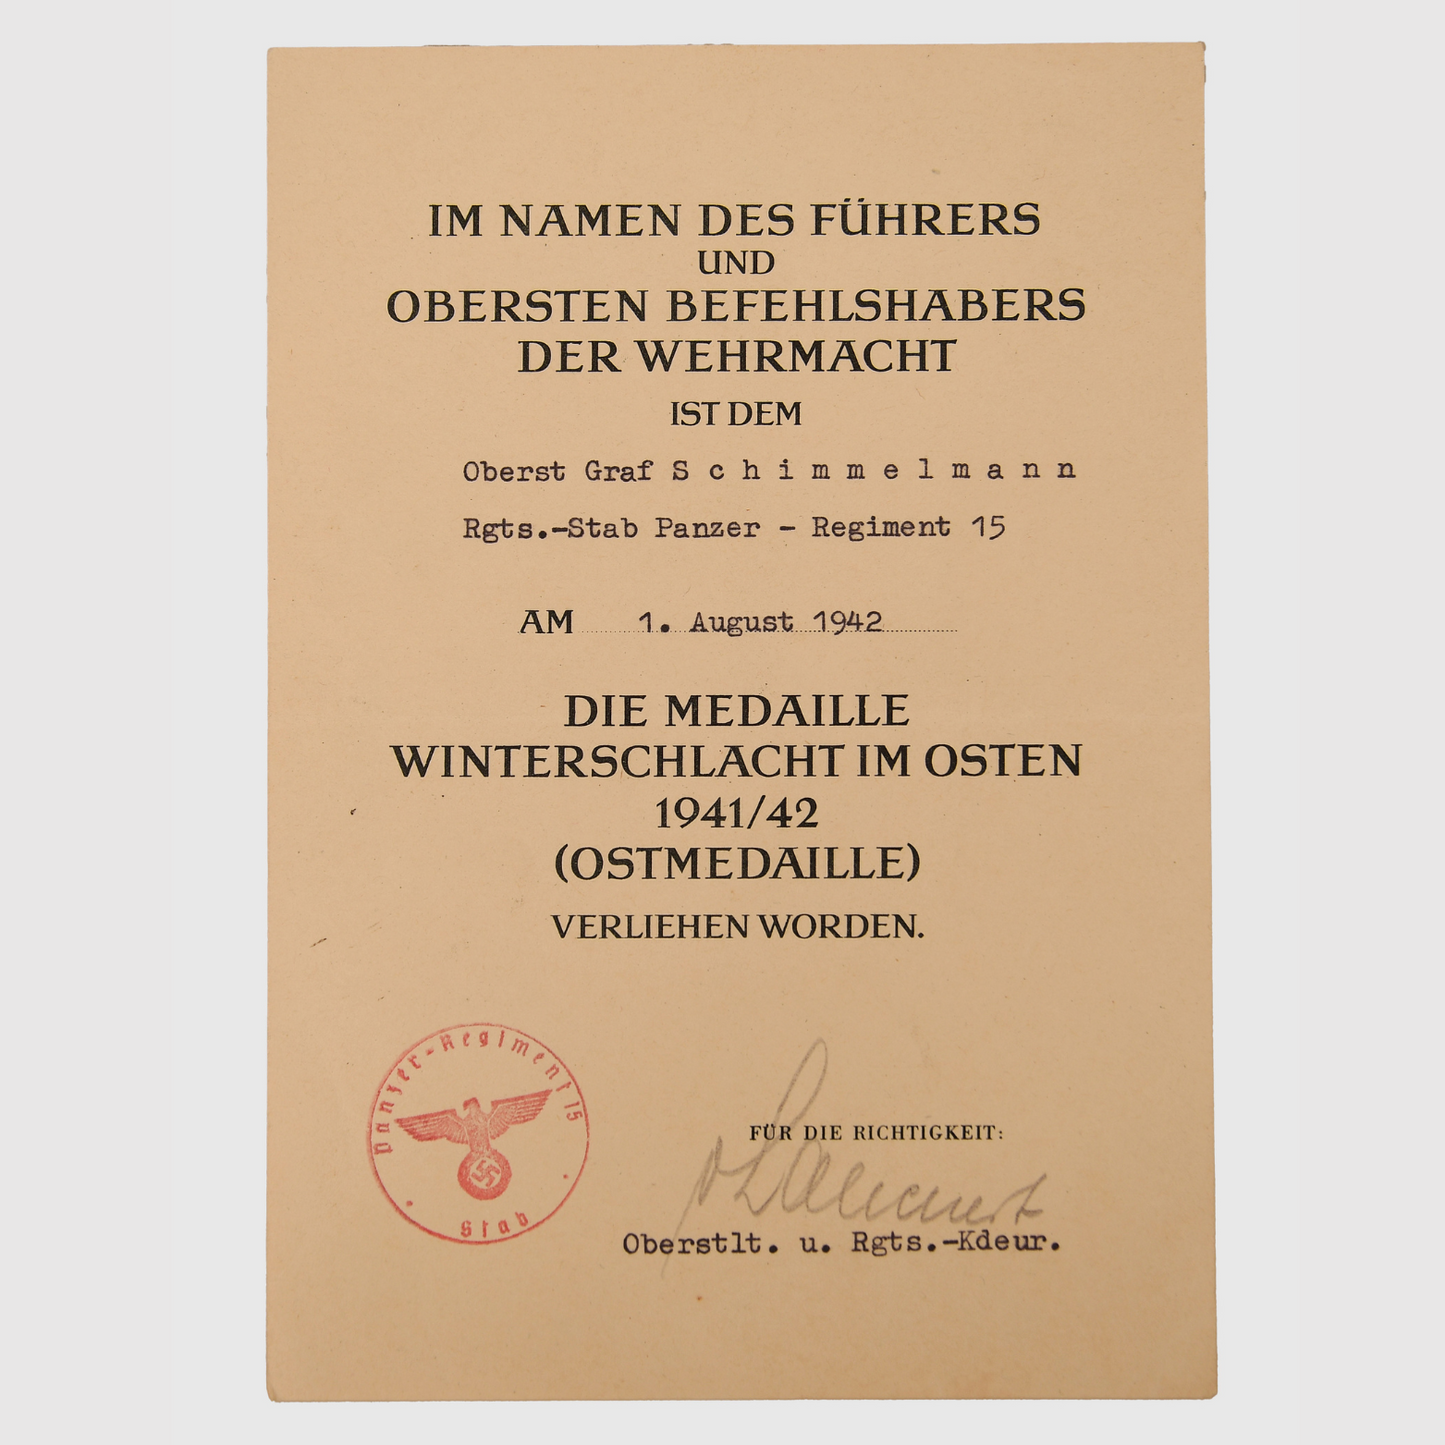 IM NAMEN DES FÜHRERS
UND
OBERSTEN BEFEHLSHABERS
DER WEHRMACHT
IST DEM
Oberst Graf S c h i m m e l m a n n
Rgts.-Stab Panzer - Regiment 15
AM 1. August 1942
DIE MEDAILLE
WINTERSCHLACHT IM OSTEN
1941/42
(OSTMEDAILLE)
VERLIEHEN WORDEN.
Panzer-Regiment 15
Stab
FÜR DIE RICHTIGKEIT:
Oberstlt. u. Rgts.-Kdeur.